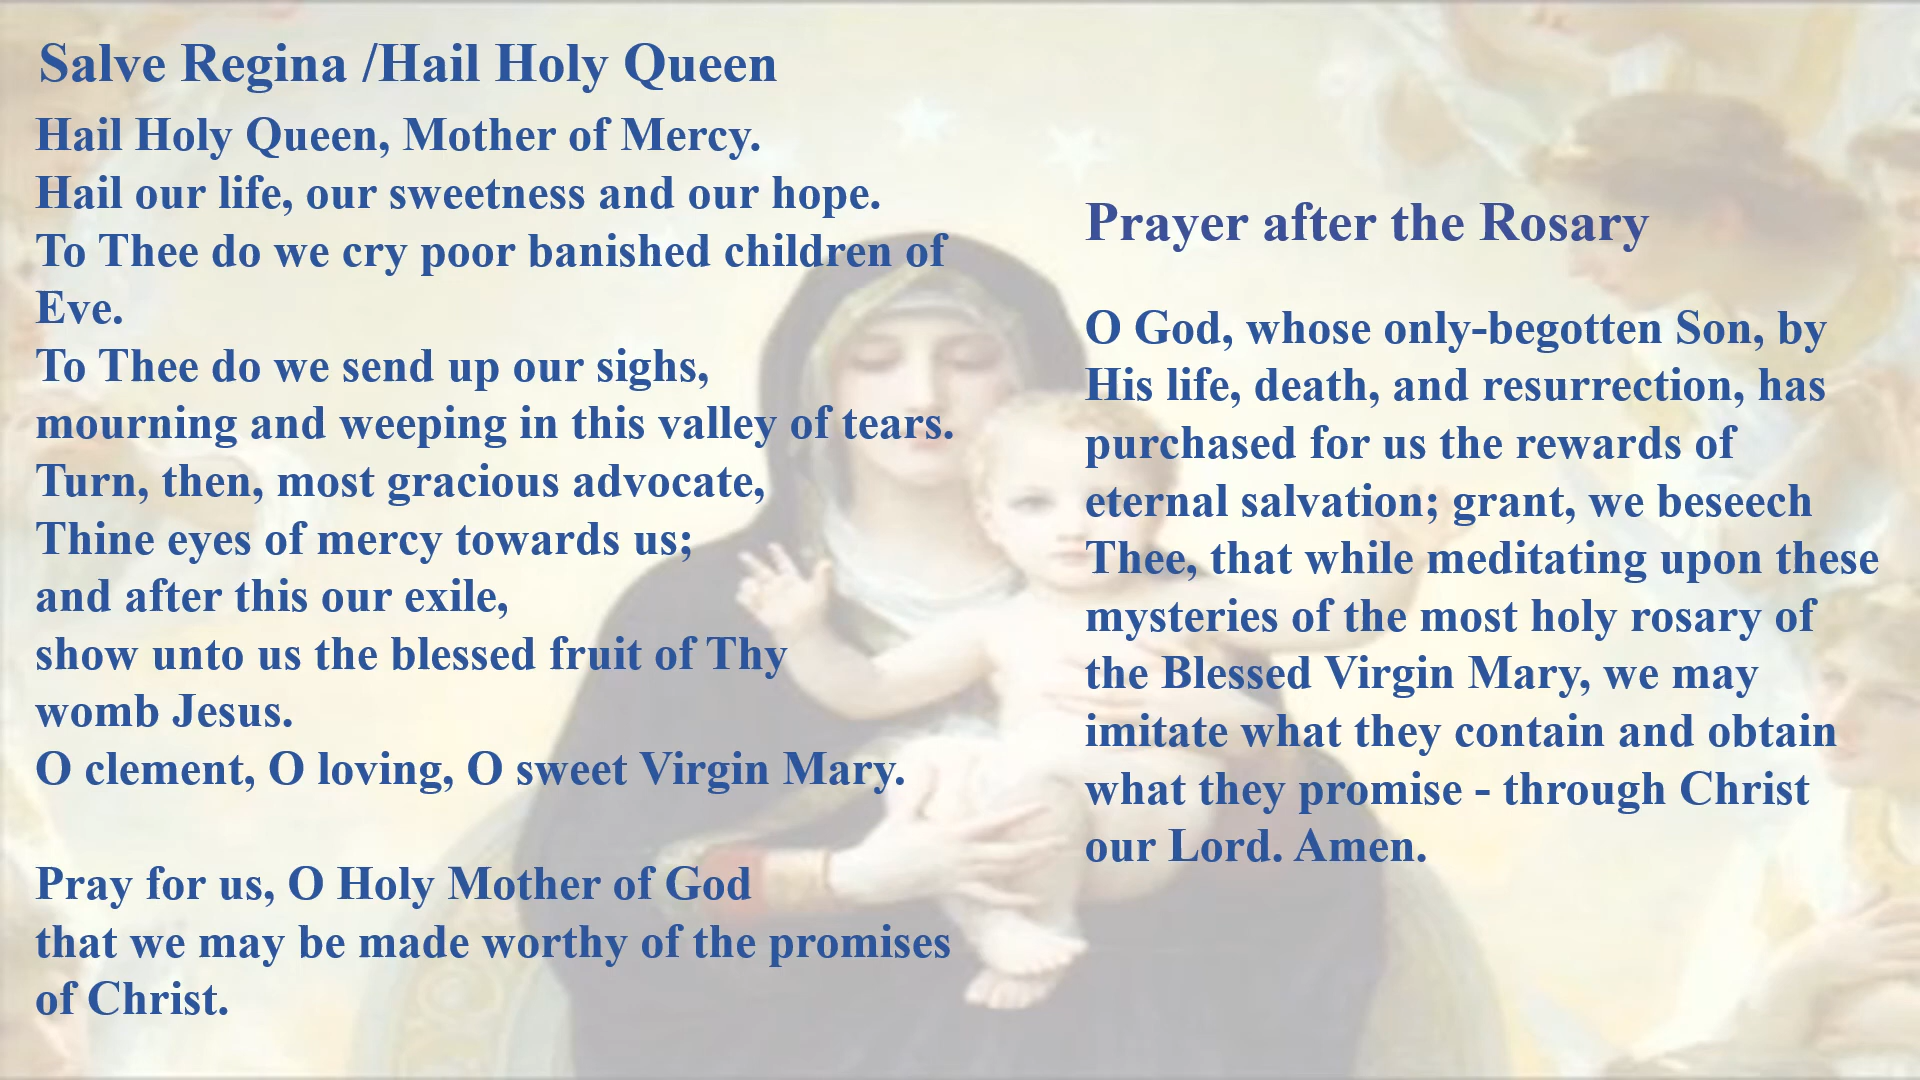 Salve Regina /Hail Holy Queen
Hail Holy Queen, Mother of Mercy.
Hail our life, our sweetness and our hope.
To Thee do we cry poor banished children of
Eve.
To Thee do we send up our sighs,
mourning and weeping in this valley of tears.
Turn, then, most gracious advocate,
Thine eyes of mercy towards us;
and after this our exile,
show unto us the blessed fruit of Thy
womb Jesus.
O clement, O loving, O sweet Virgin Mary.
Pray for us, O Holy Mother of God
that we may be made worthy of the promises
of Christ.
Prayer after the Rosary
O God, whose only-begotten Son, by
His life, death, and resurrection, has
purchased for us the rewards of
eternal salvation; grant, we beseech
Thee, that while meditating upon these
mysteries of the most holy rosary of
the Blessed Virgin Mary, we may
imitate what they contain and obtain
what they promise - through Christ
our Lord. Amen.